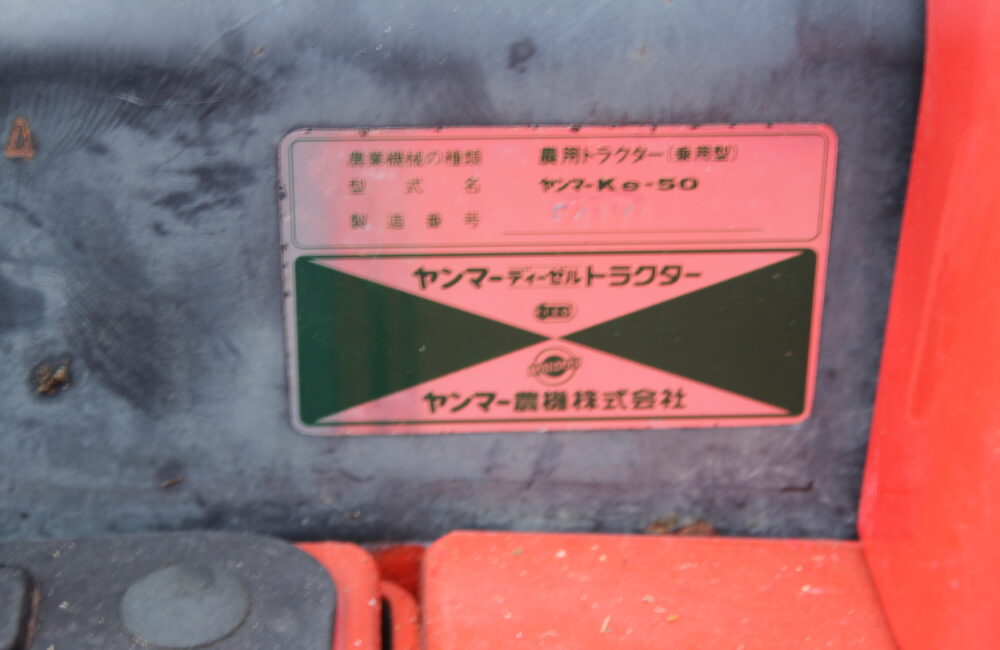 農業機械の種類 農用トラクター(乗用型)
型式名 ヤンマーKe-50
製造番号
ヤンマーディーゼルトラクター
ヤンマー農機株式会社